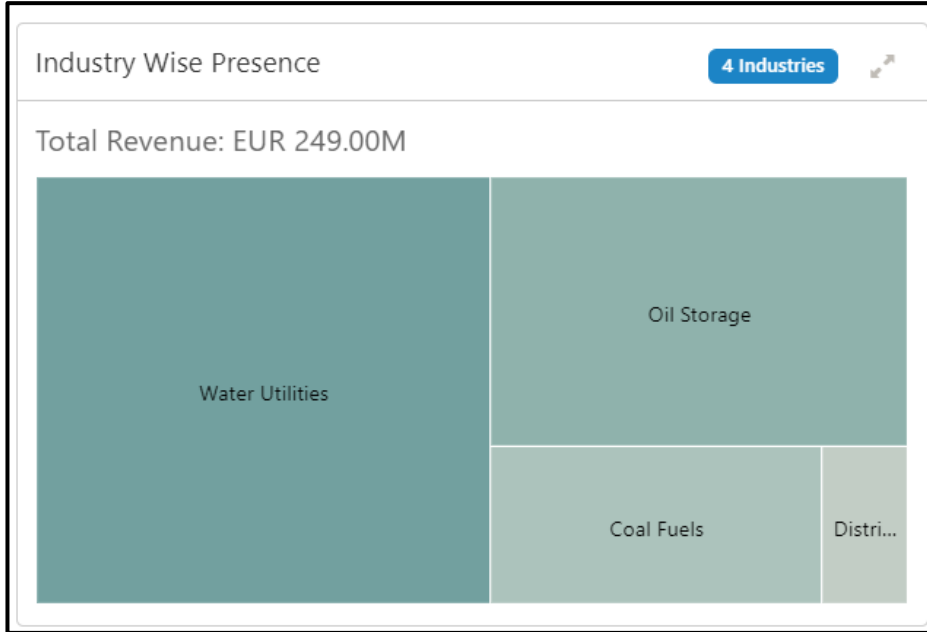 Industry Wise Presence
4 Industries
Total Revenue: EUR 249.00M
Water Utilities
Oil Storage
Coal Fuels
Distri...